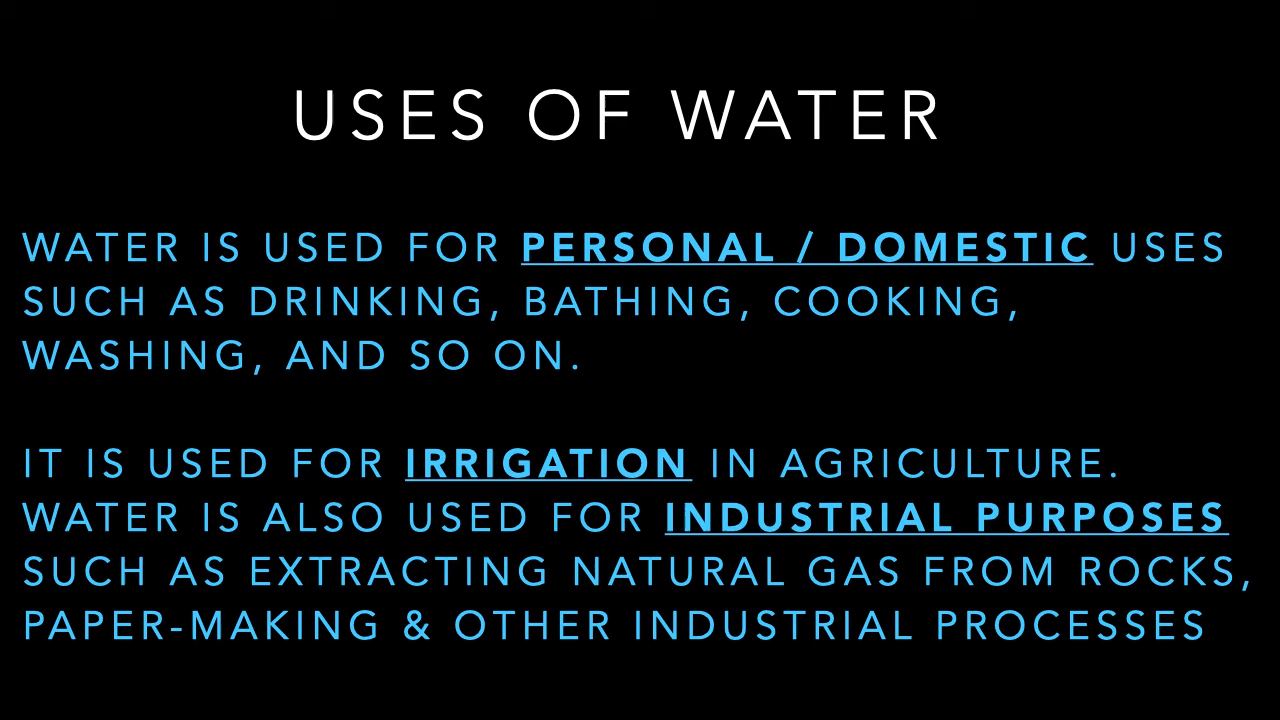 USES OF WATER
WATER IS USED FOR PERSONAL / DOMESTIC USES
SUCH AS DRINKING, BATHING, COOKING,
WASHING, AND SO ON.
IT IS USED FOR IRRIGATION IN AGRICULTURE.
WATER IS ALSO USED FOR INDUSTRIAL PURPOSES
SUCH AS EXTRACTING NATURAL GAS FROM ROCKS,
PAPER-MAKING & OTHER INDUSTRIAL PROCESSES